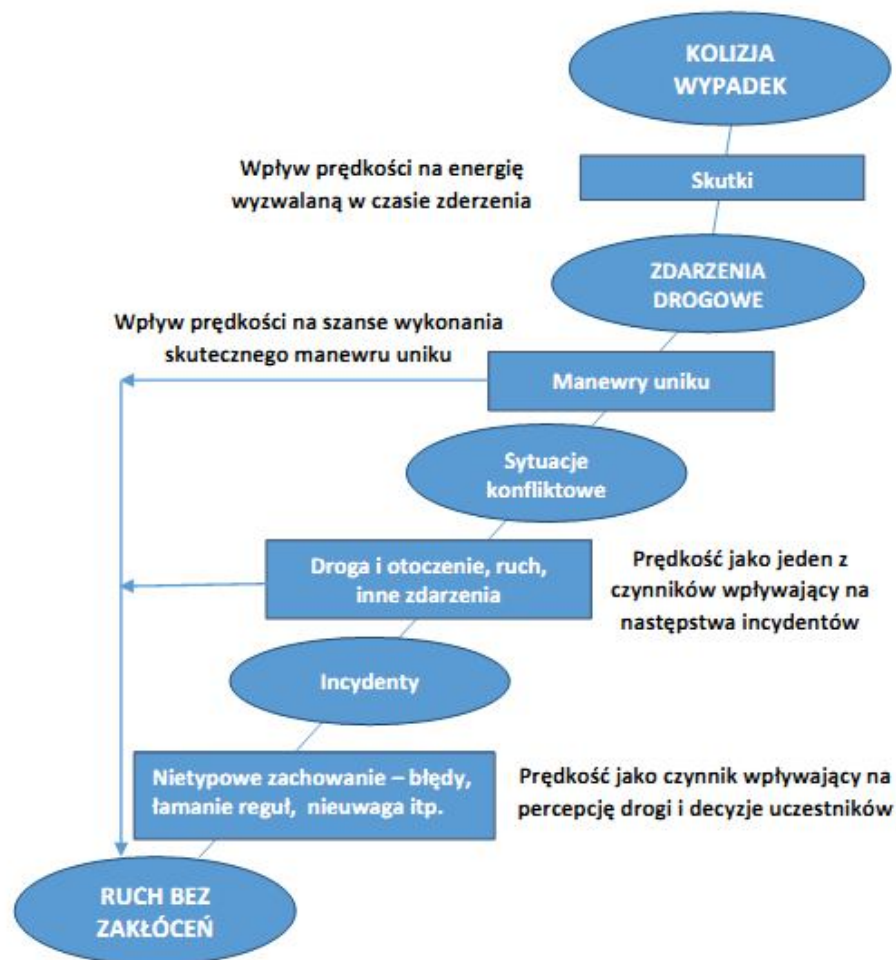 KOLIZJA
WYPADEK
Wpływ prędkości na energię
wyzwalaną w czasie zderzenia
Skutki
ZDARZENIA
DROGOWE
Wpływ prędkości na szanse wykonania
skutecznego manewru uniku
Manewry uniku
Sytuacje
konfliktowe
Droga i otoczenie, ruch,
inne zdarzenia
Prędkość jako jeden z
czynników wpływający na
następstwa incydentów
Incydenty
Nietypowe zachowanie – błędy,
łamanie reguł, nieuwaga itp.
Prędkość jako czynnik wpływający na
percepcję drogi i decyzje uczestników
RUCH BEZ
ZAKŁÓCEŃ